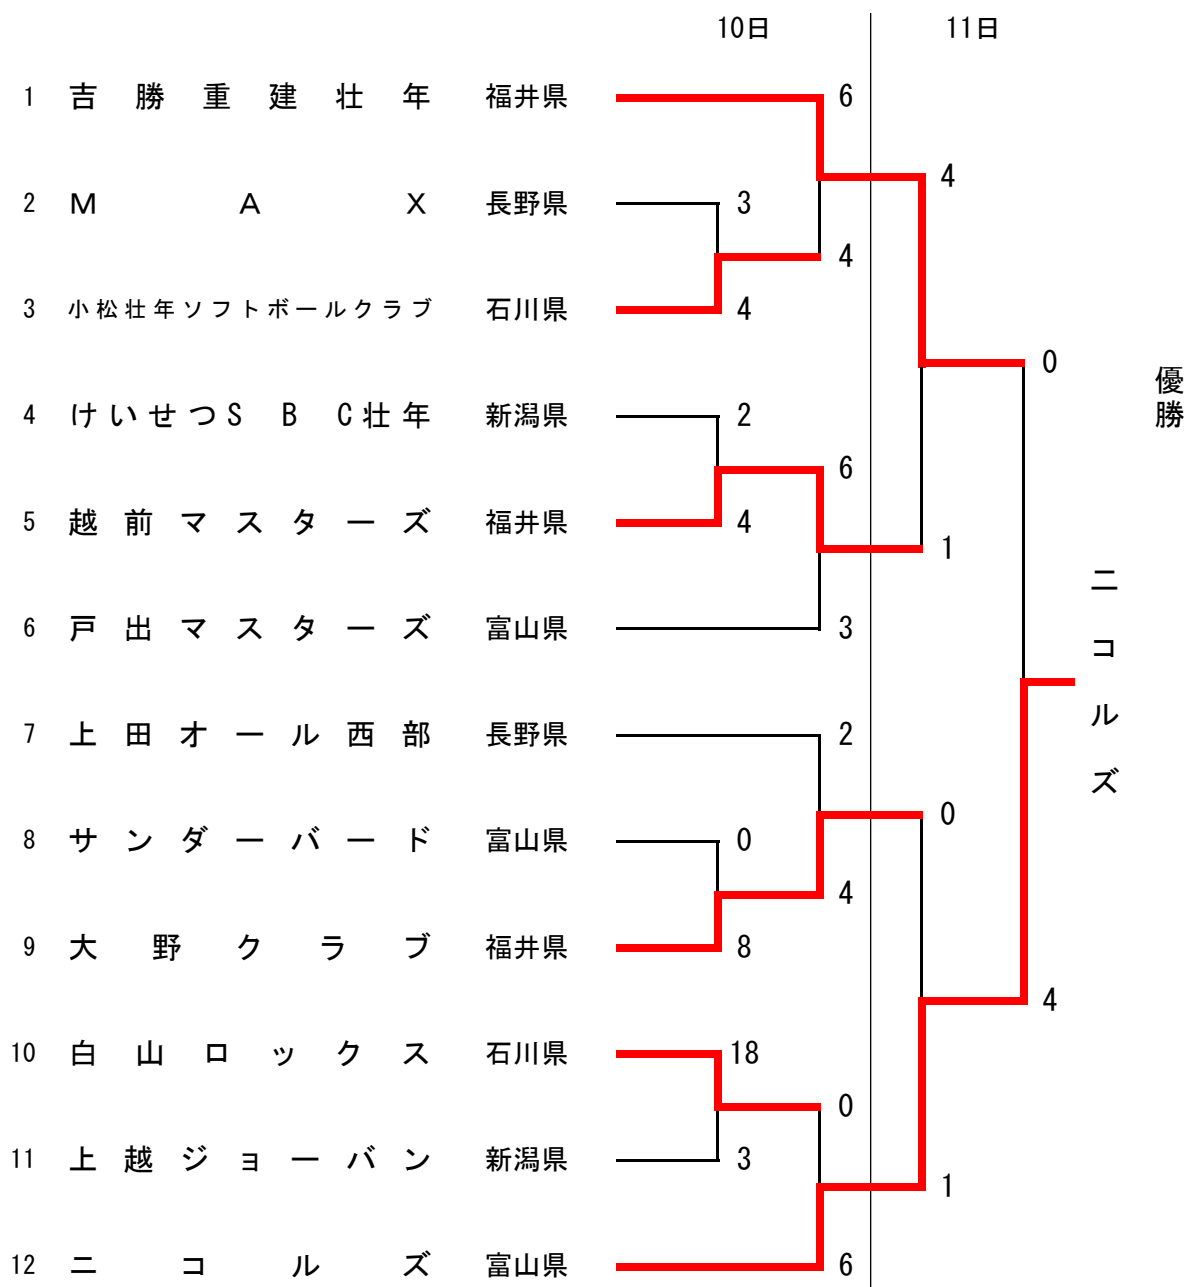 10日 11日
1 吉勝重建壮年 福井県 6
4
2 MAX 長野県 3
4
3 小松壮年ソフトボールクラブ 石川県 4
0
優勝
4 けいせつSBC壮年 新潟県 2
6
5 越前マスターズ 福井県 4
1
ニコルズ
6 戸出マスターズ 富山県 3
7 上田オール西部 長野県 2
0
8 サンダーバード 富山県 0
4
9 大野クラブ 福井県 8
4
10 白山ロックス 石川県 18
0
11 上越ジョーバン 新潟県 3
1
12 ニコルズ 富山県 6